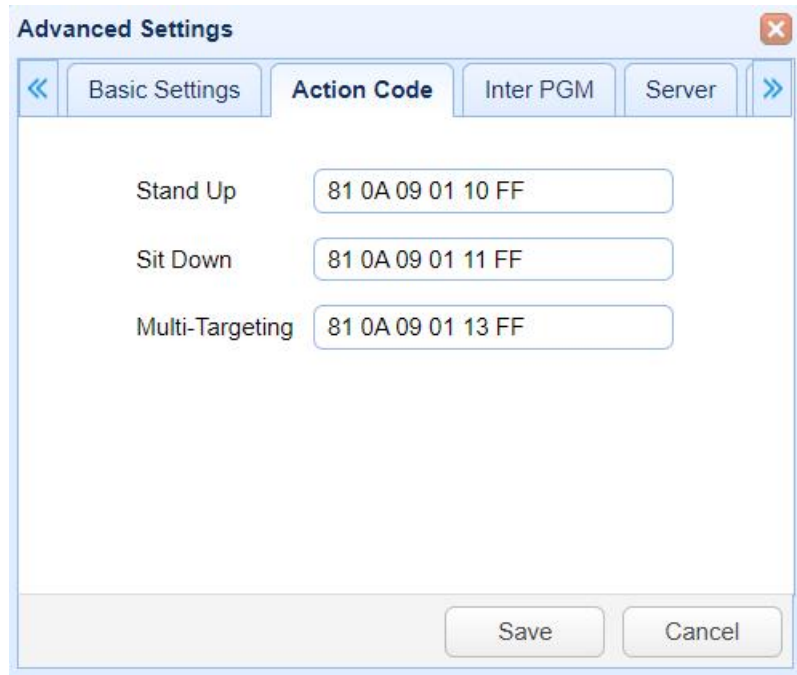 Advanced Settings
Basic Settings Action Code Inter PGM Server
Stand Up 81 0A 09 01 10 FF
Sit Down 81 0A 09 01 11 FF
Multi-Targeting 81 0A 09 01 13 FF
Save Cancel